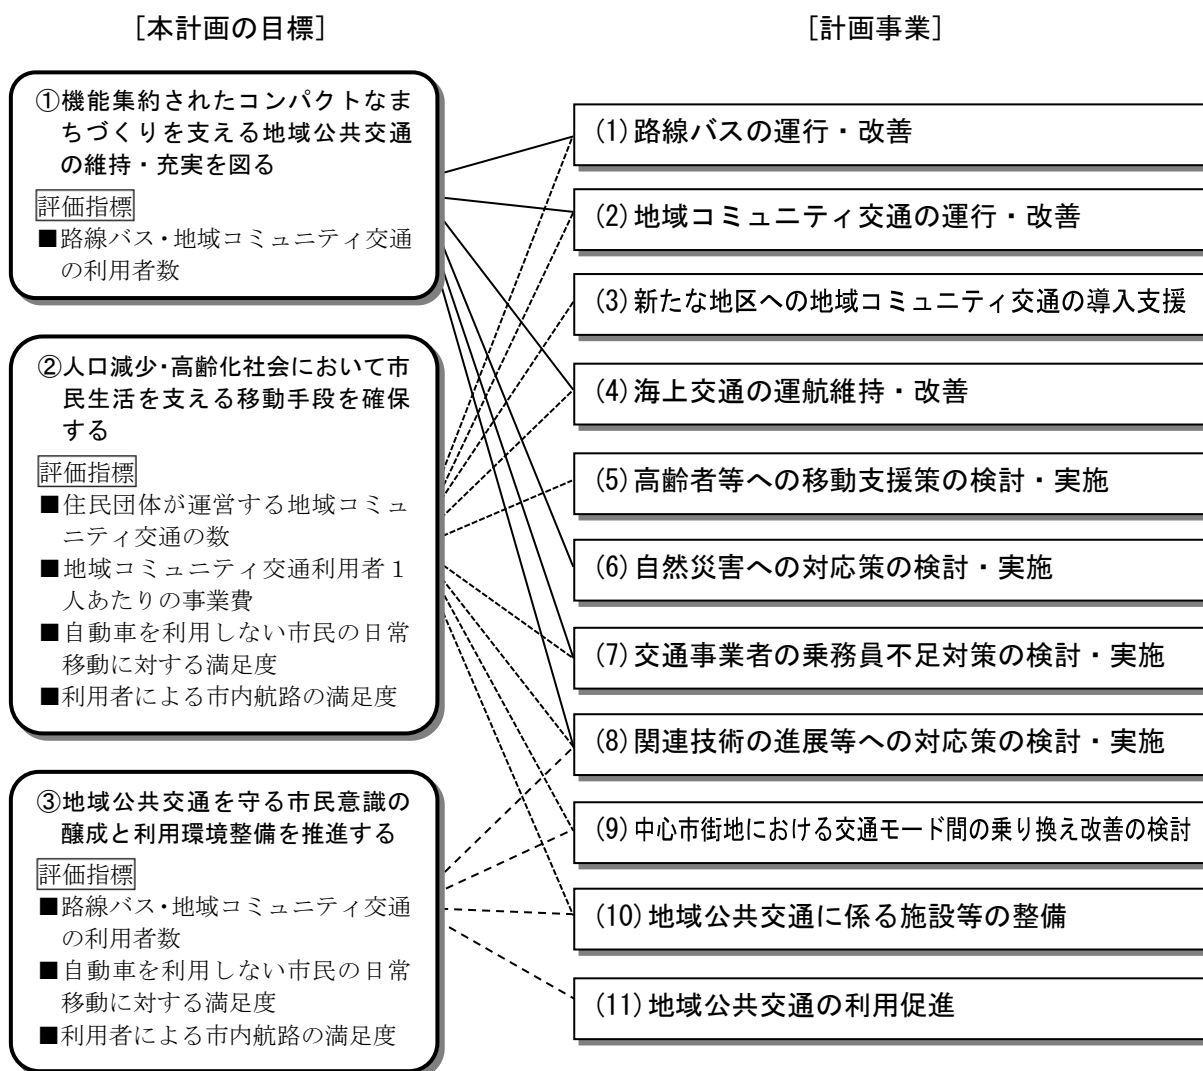 [本計画の目標]
[計画事業]
①機能集約されたコンパクトなま
ちづくりを支える地域公共交通
の維持・充実を図る
評価指標
■路線バス・地域コミュニティ交通
の利用者数
②人口減少・高齢化社会において市
民生活を支える移動手段を確保
する
評価指標
■住民団体が運営する地域コミュ
ニティ交通の数
■地域コミュニティ交通利用者１
人あたりの事業費
■自動車を利用しない市民の日常
移動に対する満足度
■利用者による市内航路の満足度
③地域公共交通を守る市民意識の
醸成と利用環境整備を推進する
評価指標
■路線バス・地域コミュニティ交通
の利用者数
■自動車を利用しない市民の日常
移動に対する満足度
■利用者による市内航路の満足度
(1)路線バスの運行・改善
(2)地域コミュニティ交通の運行・改善
(3)新たな地区への地域コミュニティ交通の導入支援
(4)海上交通の運航維持・改善
(5)高齢者等への移動支援策の検討・実施
(6)自然災害への対応策の検討・実施
(7)交通事業者の乗務員不足対策の検討・実施
(8)関連技術の進展等への対応策の検討・実施
(9)中心市街地における交通モード間の乗り換え改善の検討
(10)地域公共交通に係る施設等の整備
(11)地域公共交通の利用促進